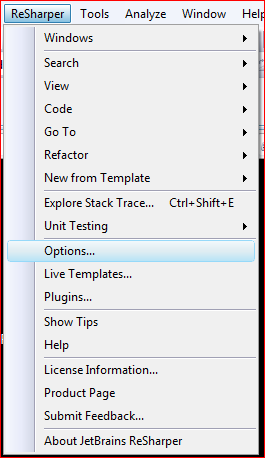 ReSharper Tools Analyze Window Help
Windows
Search
View
Code
Go To
Refactor
New from Template
Explore Stack Trace... Ctrl+Shift+E
Unit Testing
Options...
Live Templates...
Plugins...
Show Tips
Help
License Information...
Product Page
Submit Feedback...
About JetBrains ReSharper